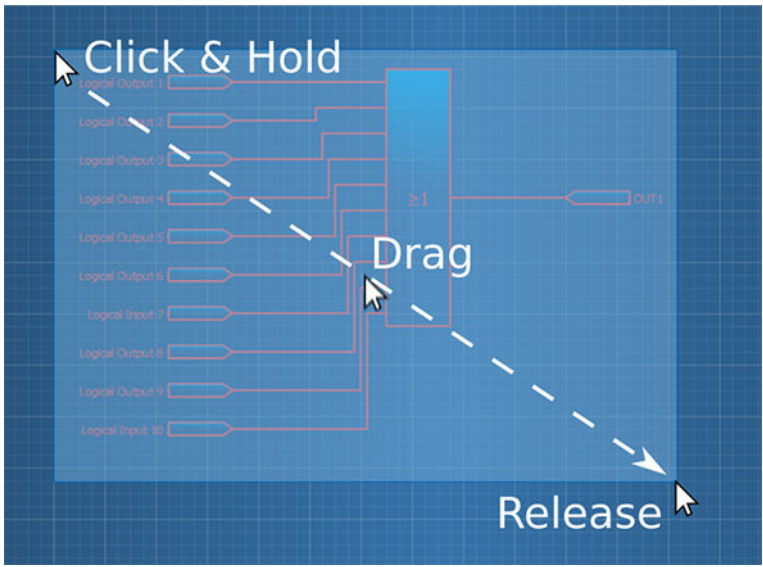 Click & Hold
Logical Output 1
Logical Output 2
Logical Output 3
Logical Output 4
Logical Output 5
Logical Output 6
Logical Input 7
Logical Output 8
Logical Output 9
Logical Input 10
≥1
OUT1
Drag
Release